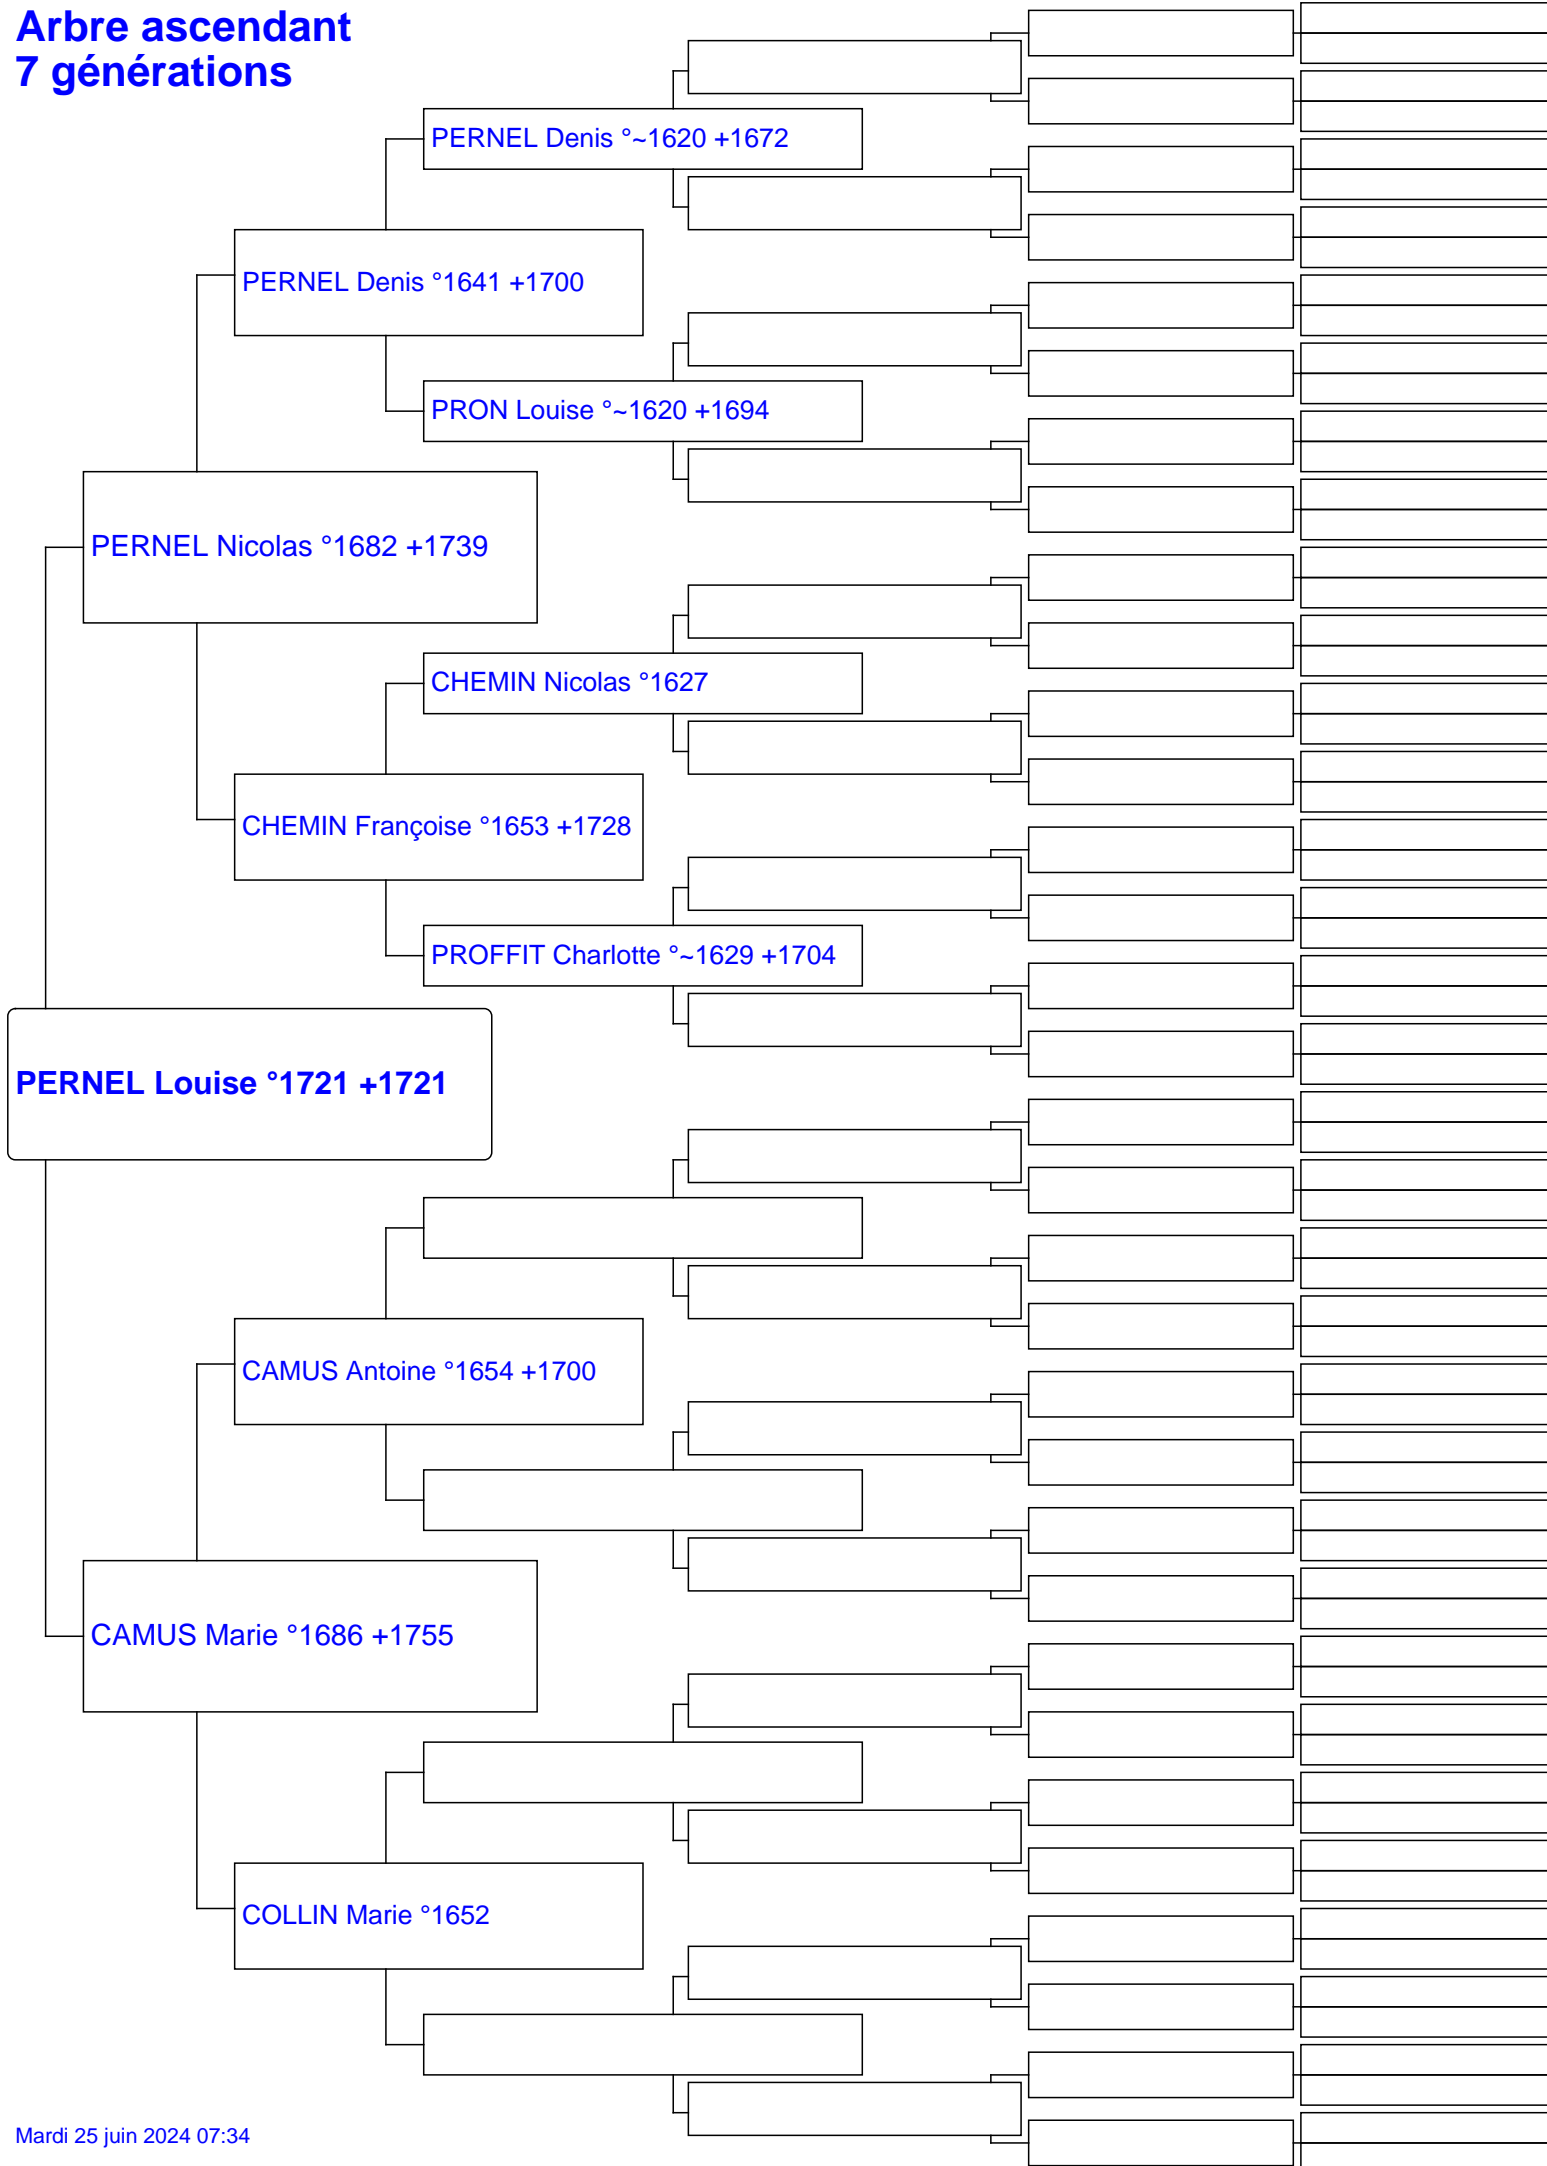 Arbre ascendant
7 générations
PERNEL Denis °~1620 +1672
PERNEL Denis °1641 +1700
PRON Louise °~1620 +1694
PERNEL Nicolas °1682 +1739
CHEMIN Nicolas °1627
CHEMIN Françoise °1653 +1728
PROFFIT Charlotte °~1629 +1704
PERNEL Louise °1721 +1721
CAMUS Antoine °1654 +1700
CAMUS Marie °1686 +1755
COLLIN Marie °1652
Mardi 25 juin 2024 07:34